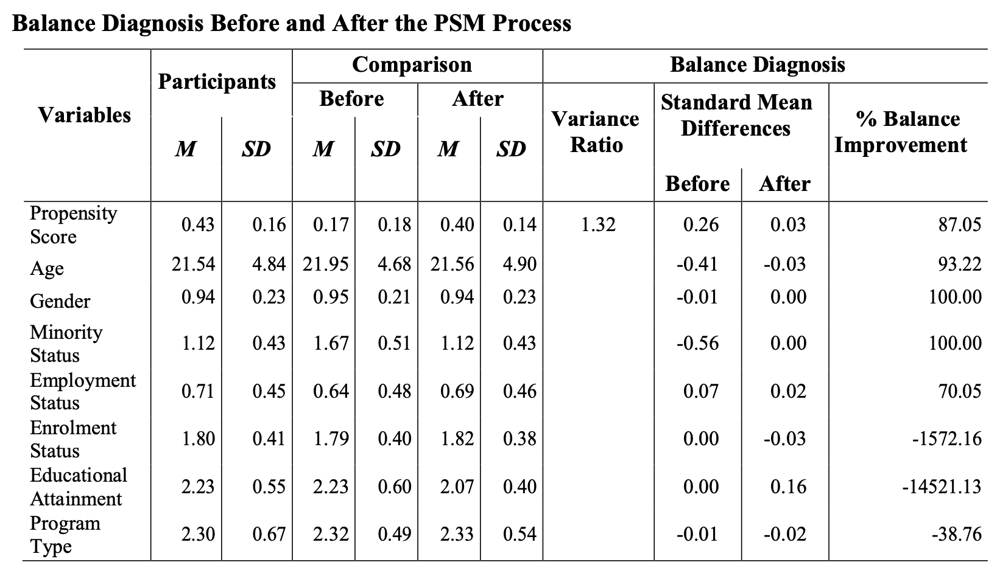 Balance Diagnosis Before and After the PSM Process
Variables Participants Comparison Balance Diagnosis
Before After Variance Ratio Standard Mean Differences % Balance Improvement
M SD M SD M SD
Before After
Propensity Score 0.43 0.16 0.17 0.18 0.40 0.14 1.32 0.26 0.03 87.05
Age 21.54 4.84 21.95 4.68 21.56 4.90 -0.41 -0.03 93.22
Gender 0.94 0.23 0.95 0.21 0.94 0.23 -0.01 0.00 100.00
Minority Status 1.12 0.43 1.67 0.51 1.12 0.43 -0.56 0.00 100.00
Employment Status 0.71 0.45 0.64 0.48 0.69 0.46 0.07 0.02 70.05
Enrolment Status 1.80 0.41 1.79 0.40 1.82 0.38 0.00 -0.03 -1572.16
Educational Attainment 2.23 0.55 2.23 0.60 2.07 0.40 0.00 0.16 -14521.13
Program Type 2.30 0.67 2.32 0.49 2.33 0.54 -0.01 -0.02 -38.76